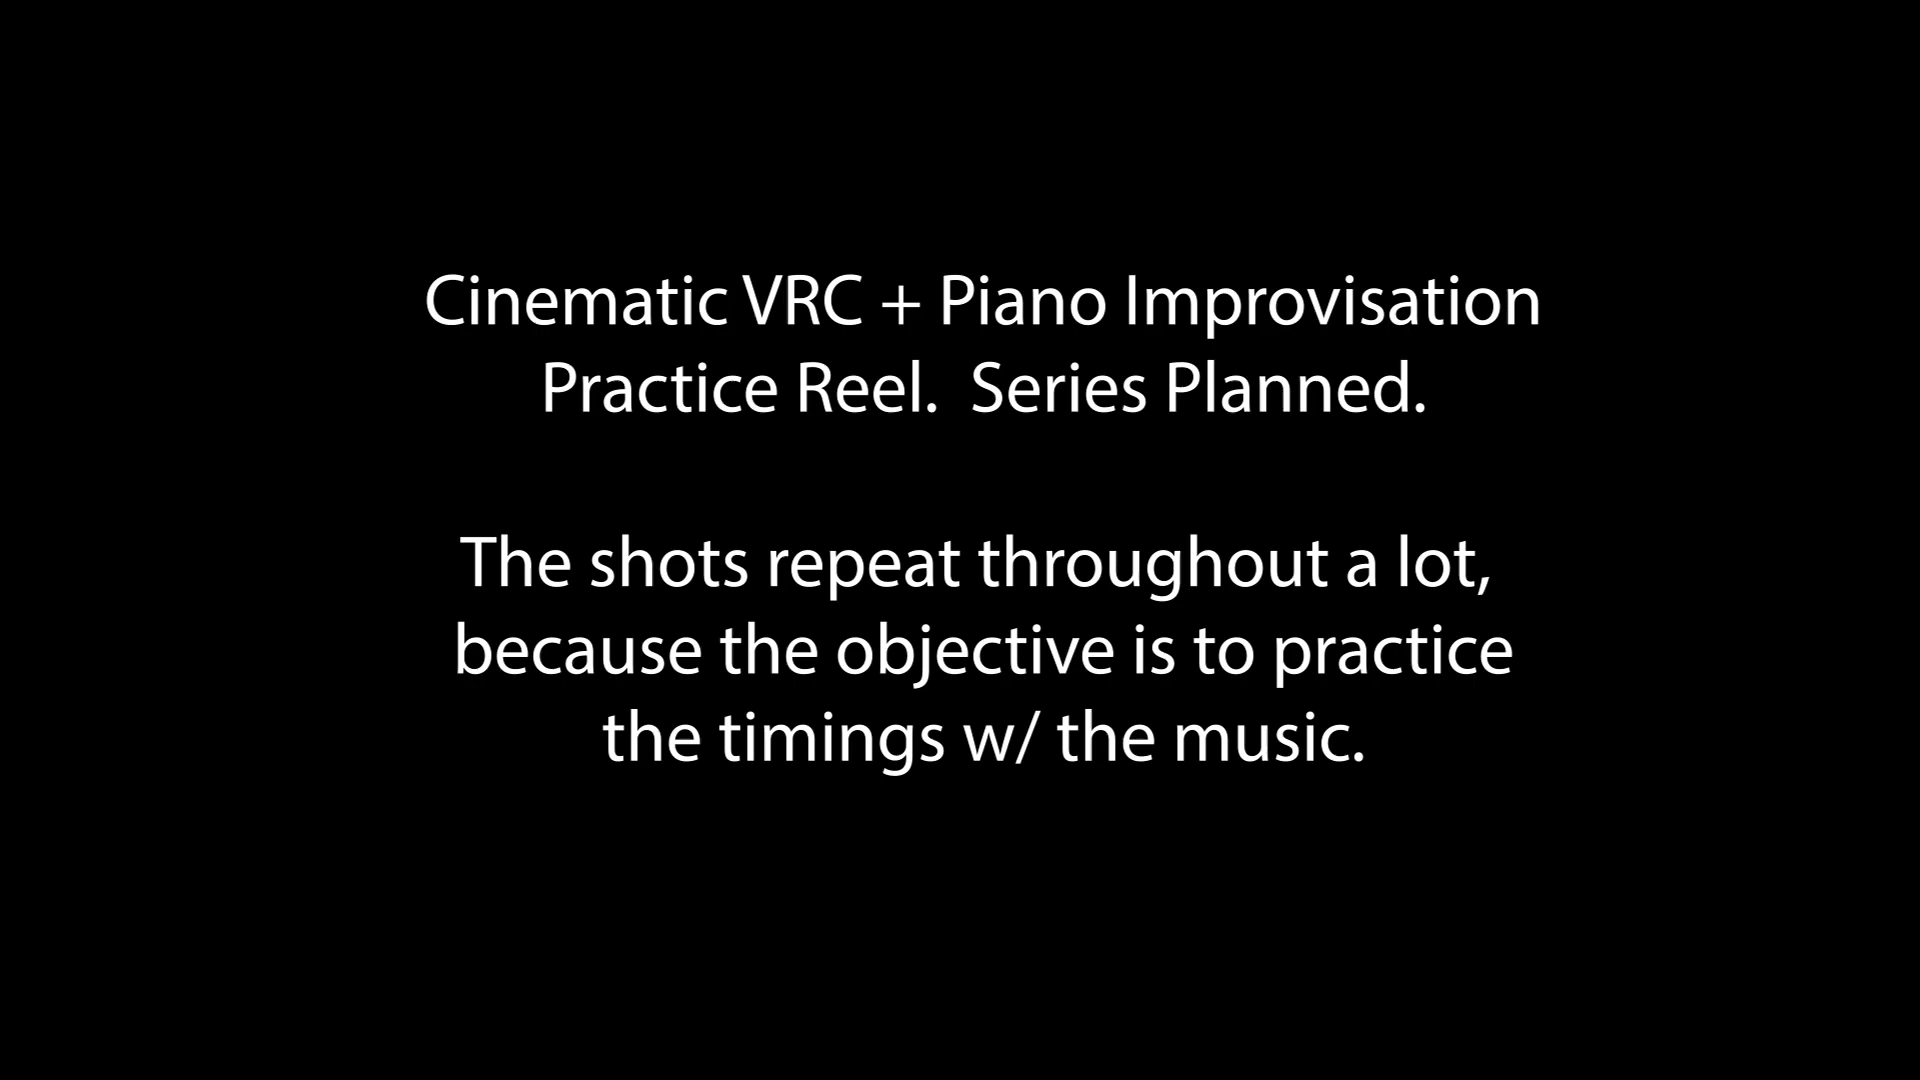 Cinematic VRC + Piano Improvisation
Practice Reel.  Series Planned.
The shots repeat throughout a lot,
because the objective is to practice
the timings w/ the music.